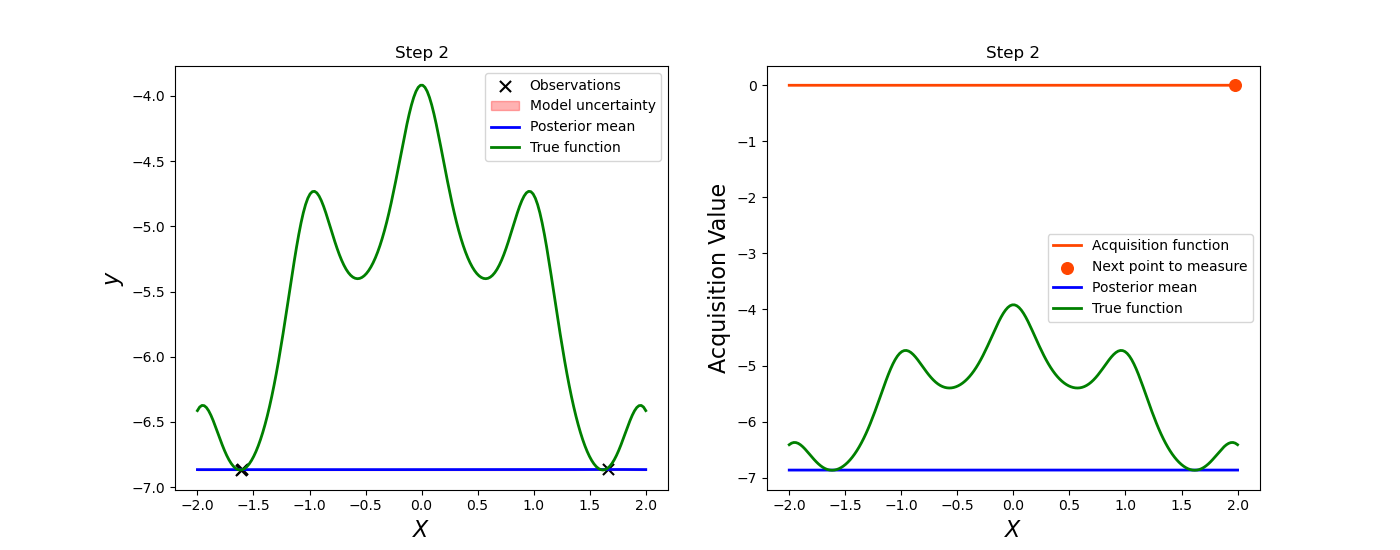 Step 2
y
−4.0
−4.5
−5.0
−5.5
−6.0
−6.5
−7.0
Observations
Model uncertainty
Posterior mean
True function
−2.0 −1.5 −1.0 −0.5 0.0 0.5 1.0 1.5 2.0
X
Step 2
Acquisition Value
0
−1
−2
−3
−4
−5
−6
−7
Acquisition function
Next point to measure
Posterior mean
True function
−2.0 −1.5 −1.0 −0.5 0.0 0.5 1.0 1.5 2.0
X